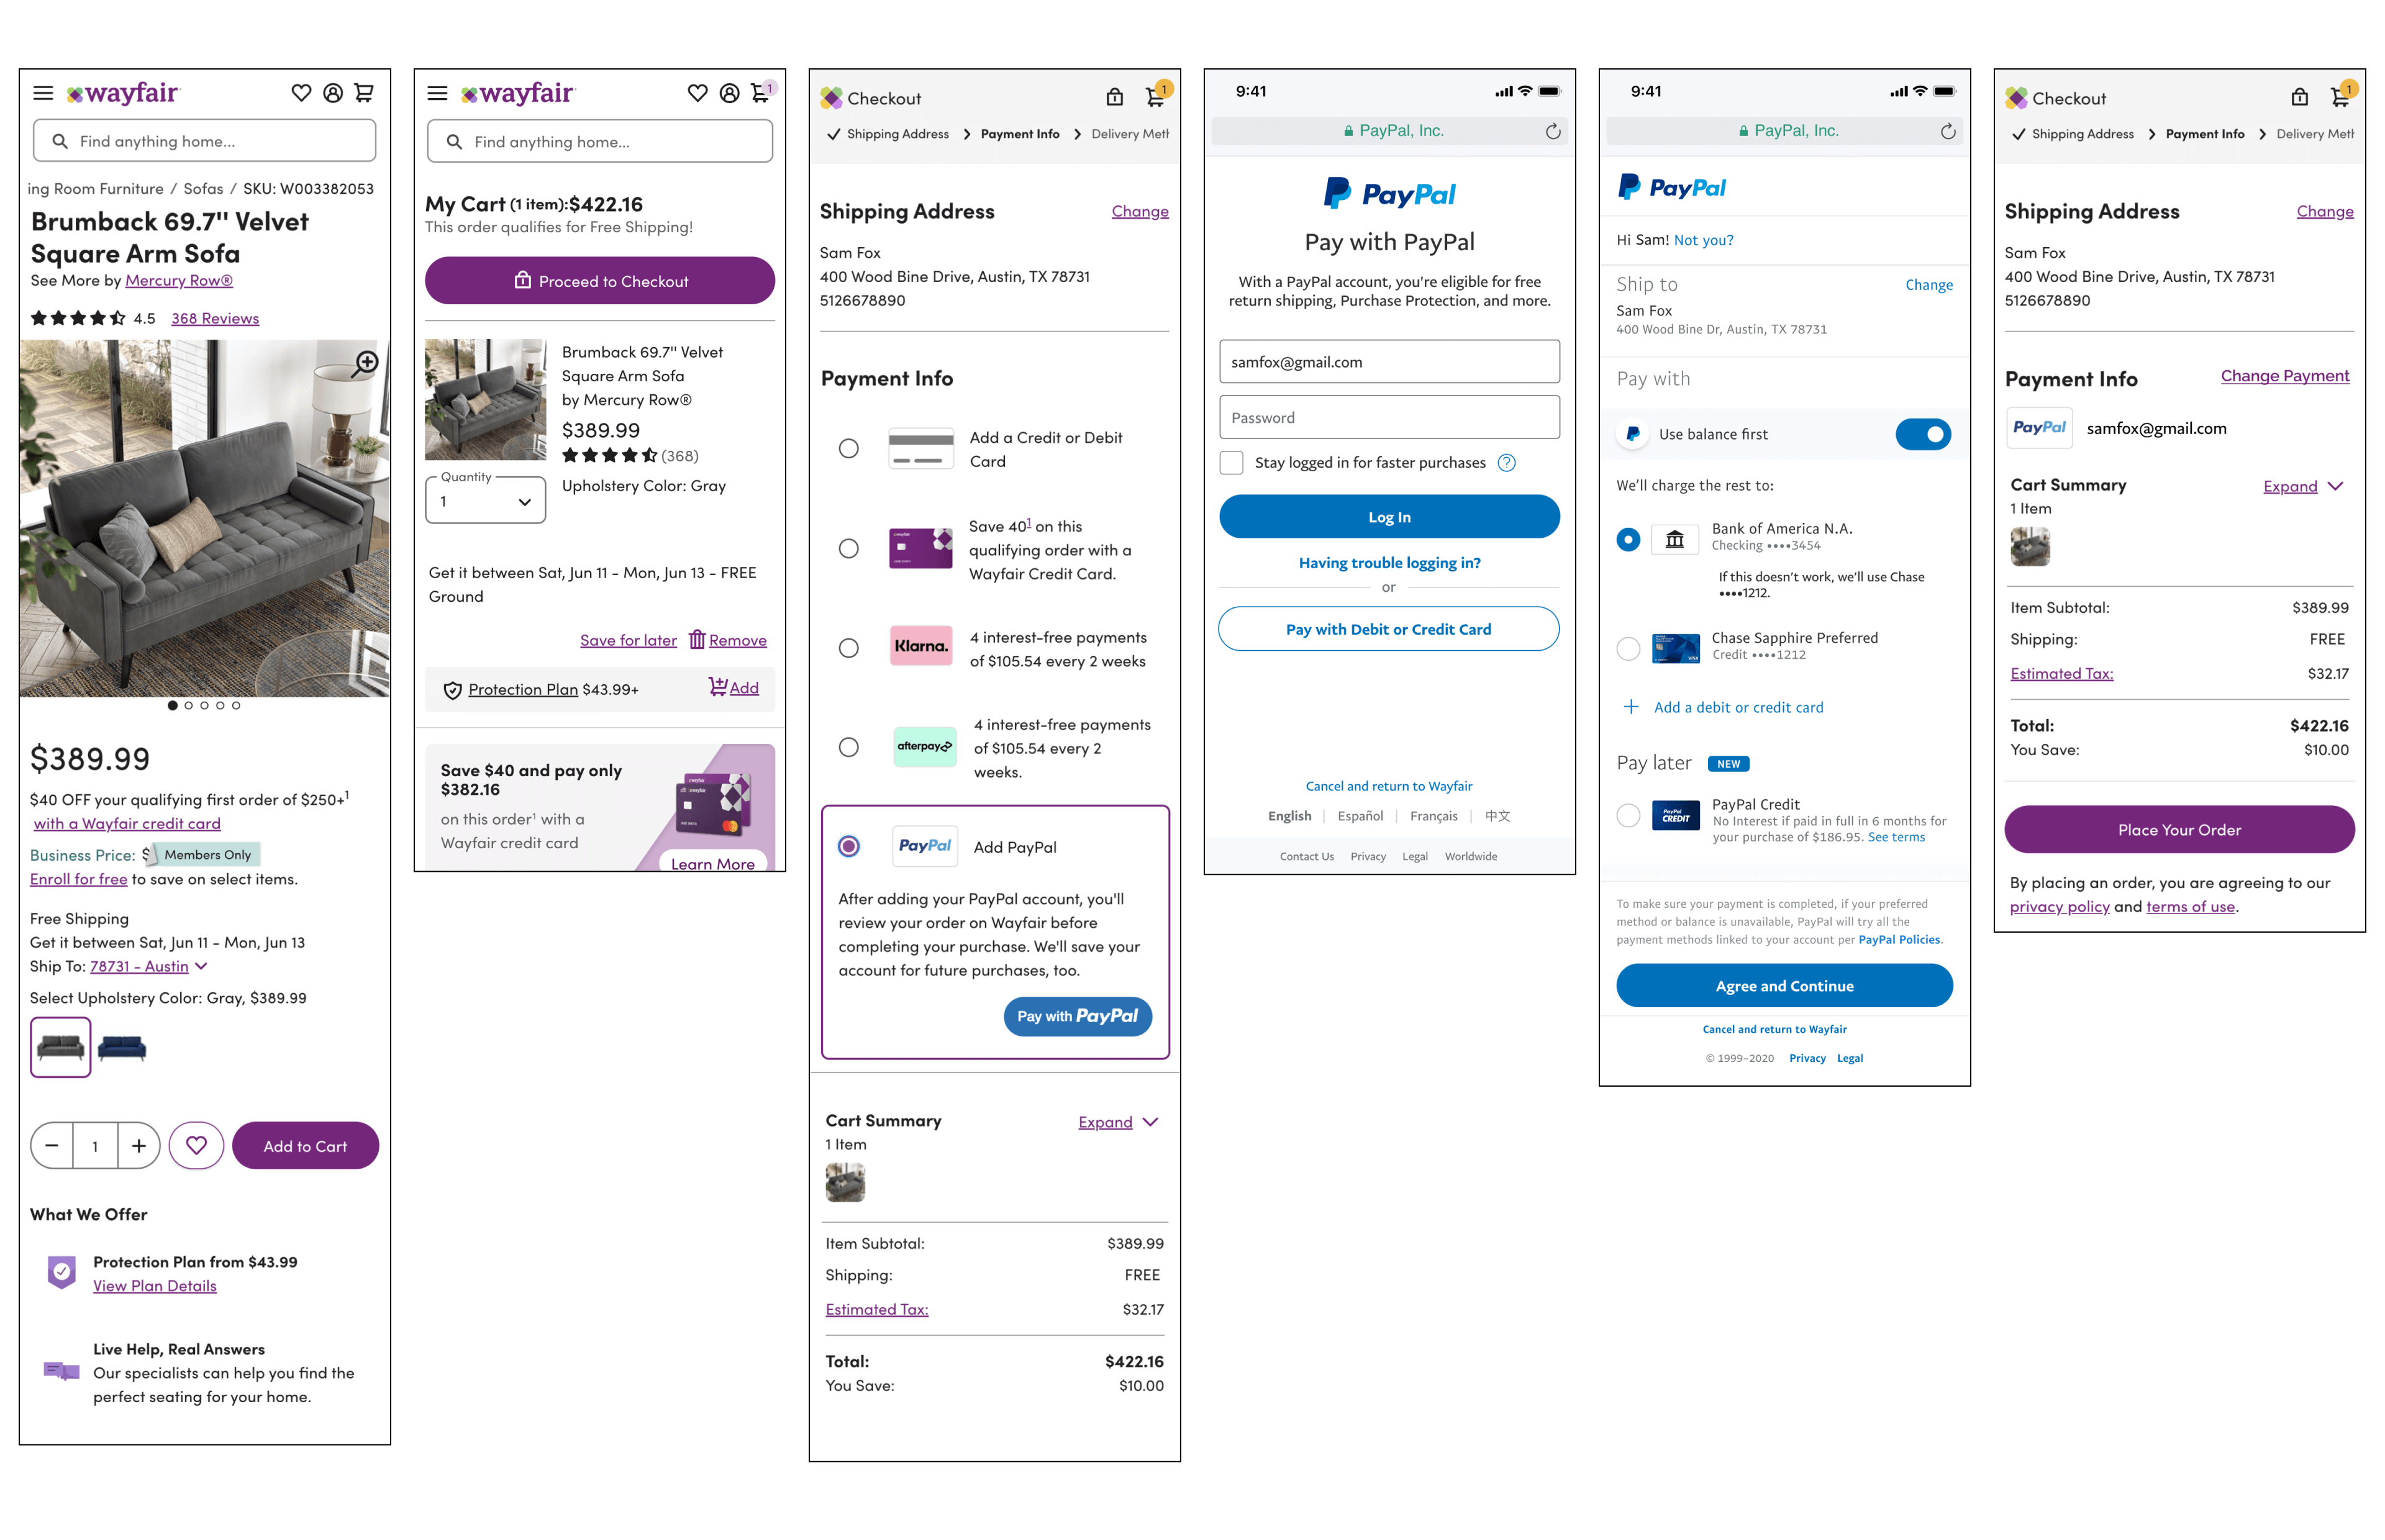 wayfair
Find anything home...
ing Room Furniture / Sofas / SKU: W003382053
Brumback 69.7" Velvet
Square Arm Sofa
See More by Mercury Row®
4.5 368 Reviews
$389.99
$40 OFF your qualifying first order of $250+1
with a Wayfair credit card
Business Price: $ Members Only
Enroll for free to save on select items.
Free Shipping
Get it between Sat, Jun 11 - Mon, Jun 13
Ship To: 78731 - Austin
Select Upholstery Color: Gray, $389.99
1
Add to Cart
What We Offer
Protection Plan from $43.99
View Plan Details
Live Help, Real Answers
Our specialists can help you find the
perfect seating for your home.
wayfair
1
Find anything home...
My Cart (1 item):$422.16
This order qualifies for Free Shipping!
Proceed to Checkout
Brumback 69.7" Velvet
Square Arm Sofa
by Mercury Row®
$389.99
(368)
Quantity
1
Upholstery Color: Gray
Get it between Sat, Jun 11 - Mon, Jun 13 - FREE
Ground
Save for later Remove
Protection Plan $43.99+ Add
Save $40 and pay only
$382.16
on this order1 with a
Wayfair credit card
Learn More
Checkout
1
Shipping Address Payment Info Delivery Meth
Shipping Address Change
Sam Fox
400 Wood Bine Drive, Austin, TX 78731
5126678890
Payment Info
Add a Credit or Debit
Card
Save 401 on this
qualifying order with a
Wayfair Credit Card.
Klarna.
4 interest-free payments
of $105.54 every 2 weeks
afterpay
4 interest-free payments
of $105.54 every 2
weeks.
PayPal Add PayPal
After adding your PayPal account, you'll
review your order on Wayfair before
completing your purchase. We'll save your
account for future purchases, too.
Pay with PayPal
Cart Summary Expand
1 Item
Item Subtotal: $389.99
Shipping: FREE
Estimated Tax: $32.17
Total: $422.16
You Save: $10.00
9:41
PayPal, Inc.
PayPal
Pay with PayPal
With a PayPal account, you're eligible for free
return shipping, Purchase Protection, and more.
samfox@gmail.com
Password
Stay logged in for faster purchases ?
Log In
Having trouble logging in?
or
Pay with Debit or Credit Card
Cancel and return to Wayfair
English Español Français 中文
Contact Us Privacy Legal Worldwide
9:41
PayPal, Inc.
PayPal
Hi Sam! Not you?
Ship to Change
Sam Fox
400 Wood Bine Dr, Austin, TX 78731
Pay with
Use balance first
We'll charge the rest to:
Bank of America N.A.
Checking ••••3454
If this doesn't work, we'll use Chase
••••1212.
Chase Sapphire Preferred
Credit ••••1212
VISA
+ Add a debit or credit card
Pay later NEW
PayPal CREDIT
PayPal Credit
No Interest if paid in full in 6 months for
your purchase of $186.95. See terms
To make sure your payment is completed, if your preferred
method or balance is unavailable, PayPal will try all the
payment methods linked to your account per PayPal Policies.
Agree and Continue
Cancel and return to Wayfair
© 1999-2020 Privacy Legal
Checkout
1
Shipping Address Payment Info Delivery Meth
Shipping Address Change
Sam Fox
400 Wood Bine Drive, Austin, TX 78731
5126678890
Payment Info Change Payment
PayPal samfox@gmail.com
Cart Summary Expand
1 Item
Item Subtotal: $389.99
Shipping: FREE
Estimated Tax: $32.17
Total: $422.16
You Save: $10.00
Place Your Order
By placing an order, you are agreeing to our
privacy policy and terms of use.